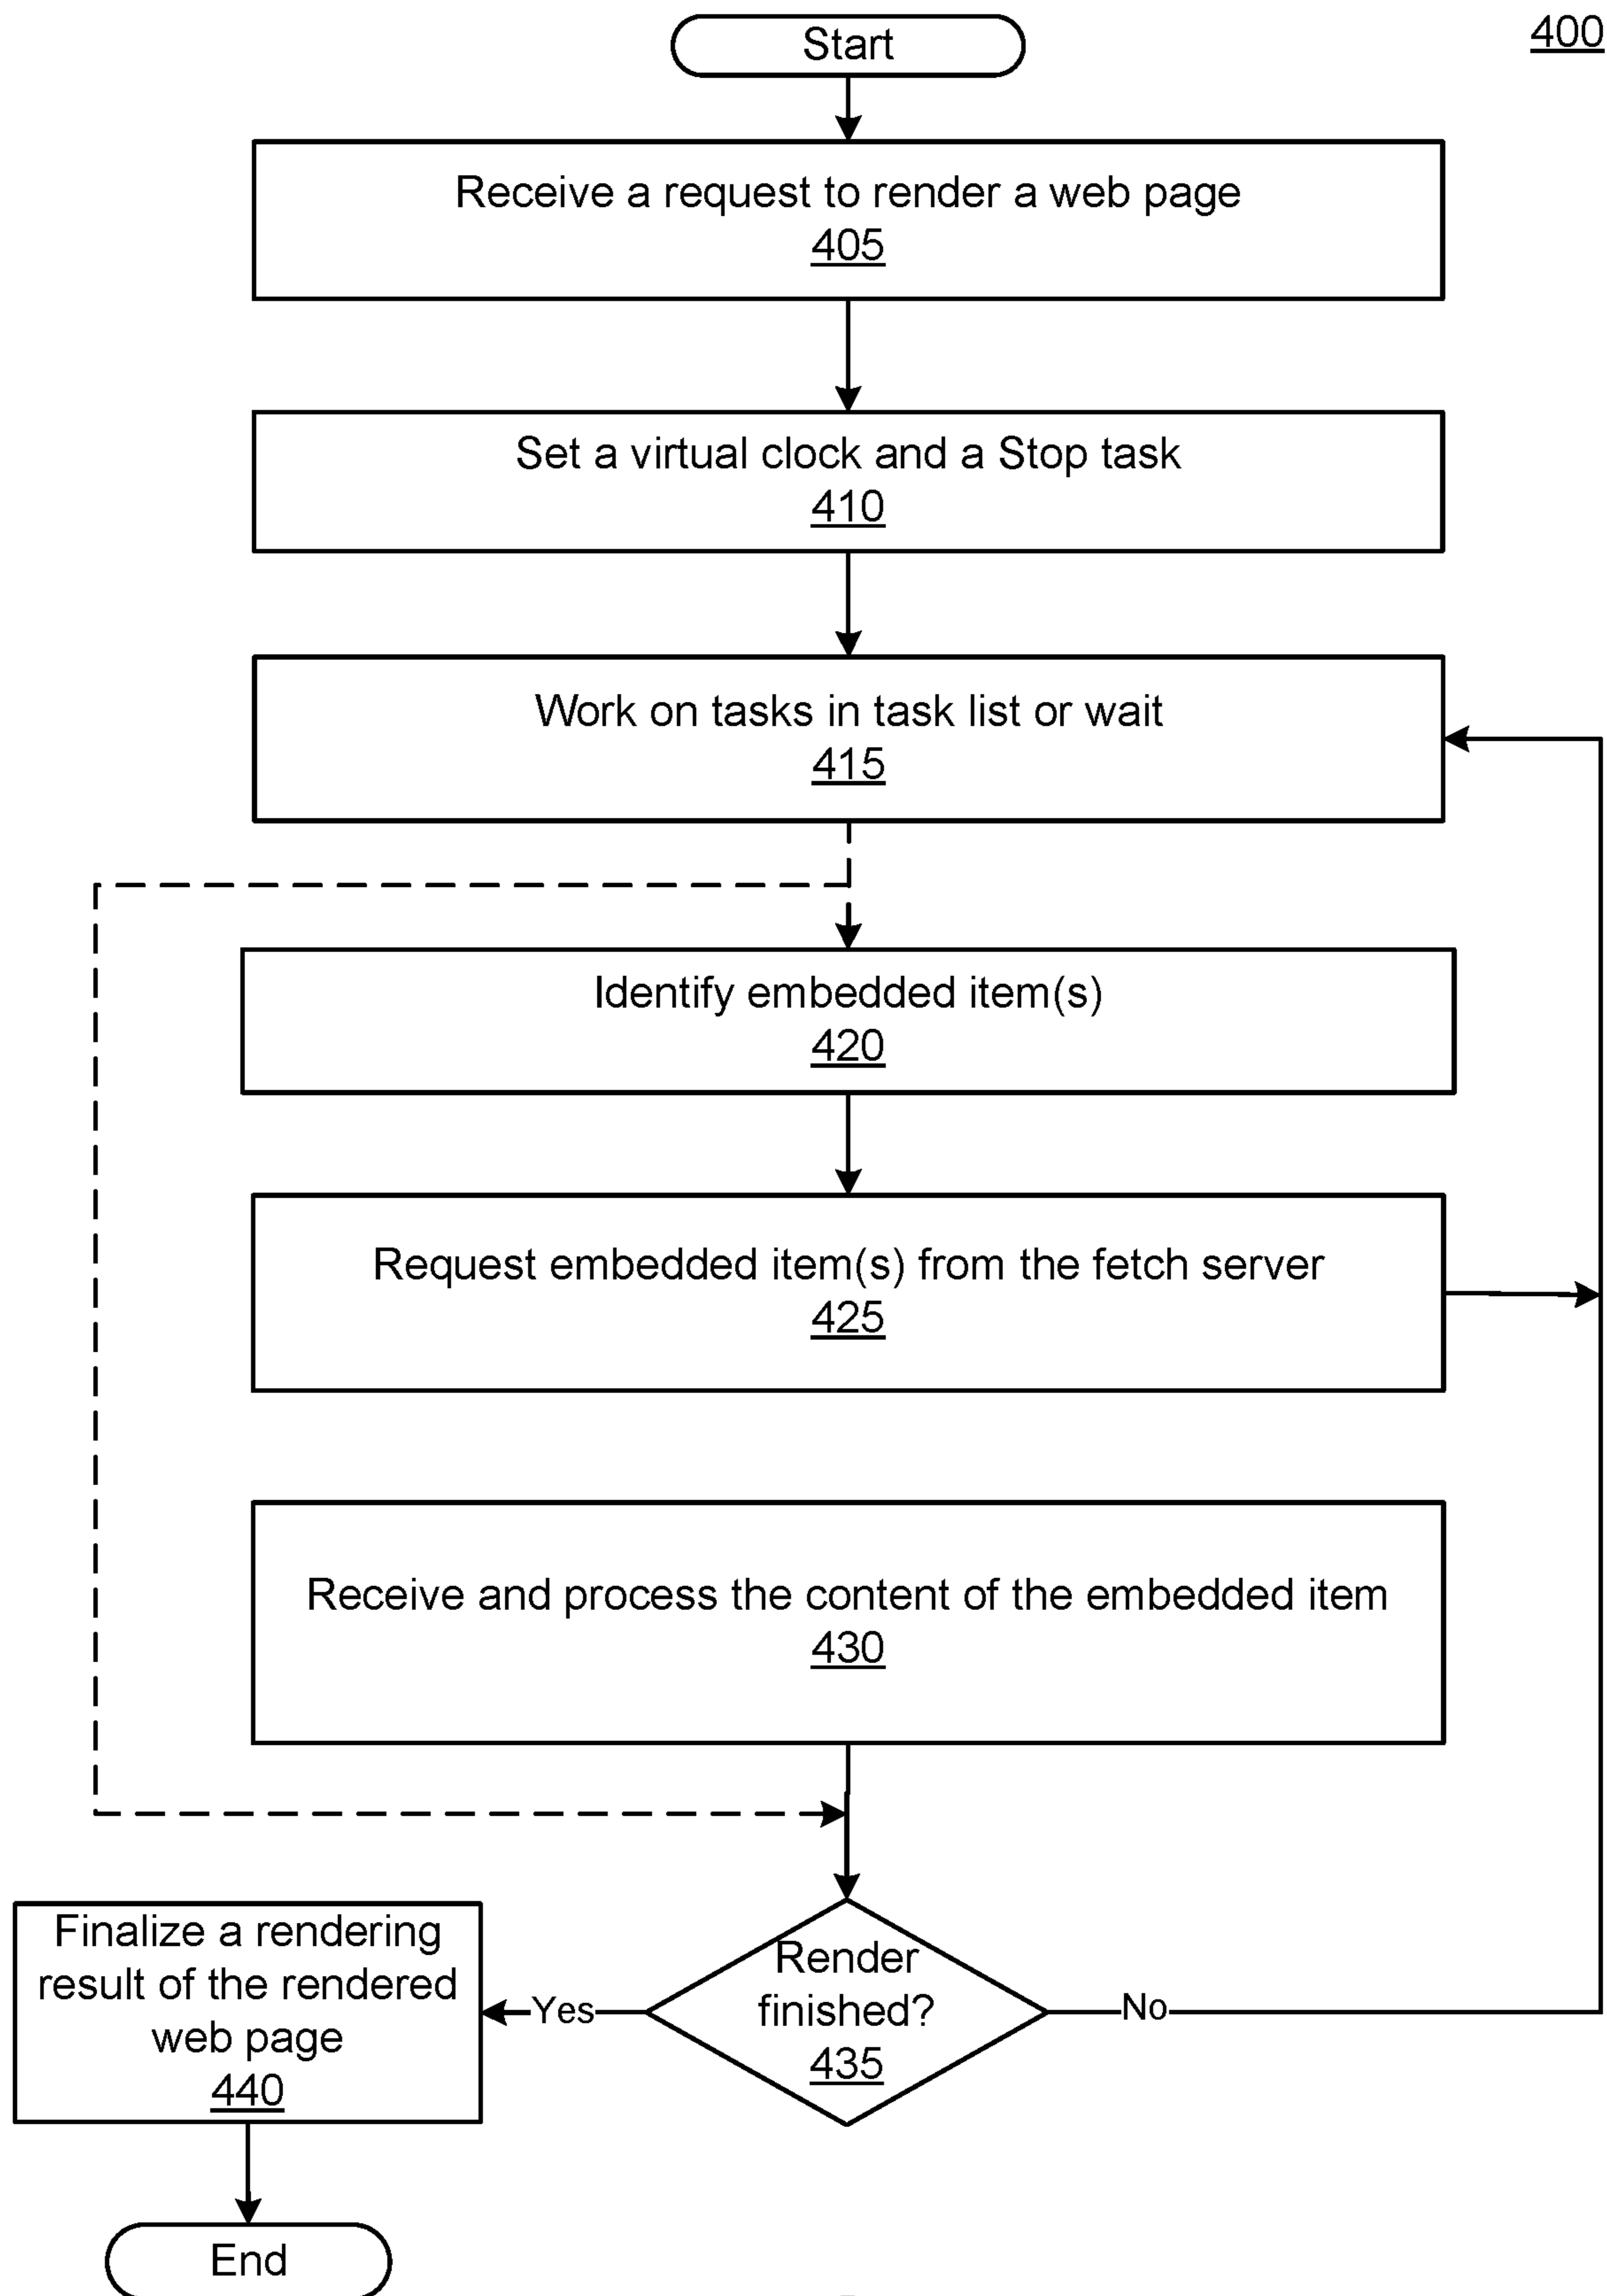 400
Start
Receive a request to render a web page
405
Set a virtual clock and a Stop task
410
Work on tasks in task list or wait
415
Identify embedded item(s)
420
Request embedded item(s) from the fetch server
425
Receive and process the content of the embedded item
430
Render
finished?
435
Yes
No
Finalize a rendering
result of the rendered
web page
440
End